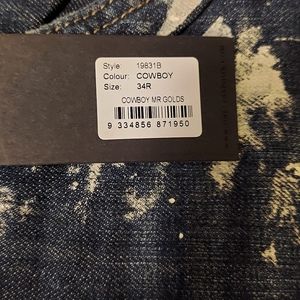 Style: 19831B
Colour: COWBOY
Size: 34R
COWBOY MR GOLDS
9 334856 871950